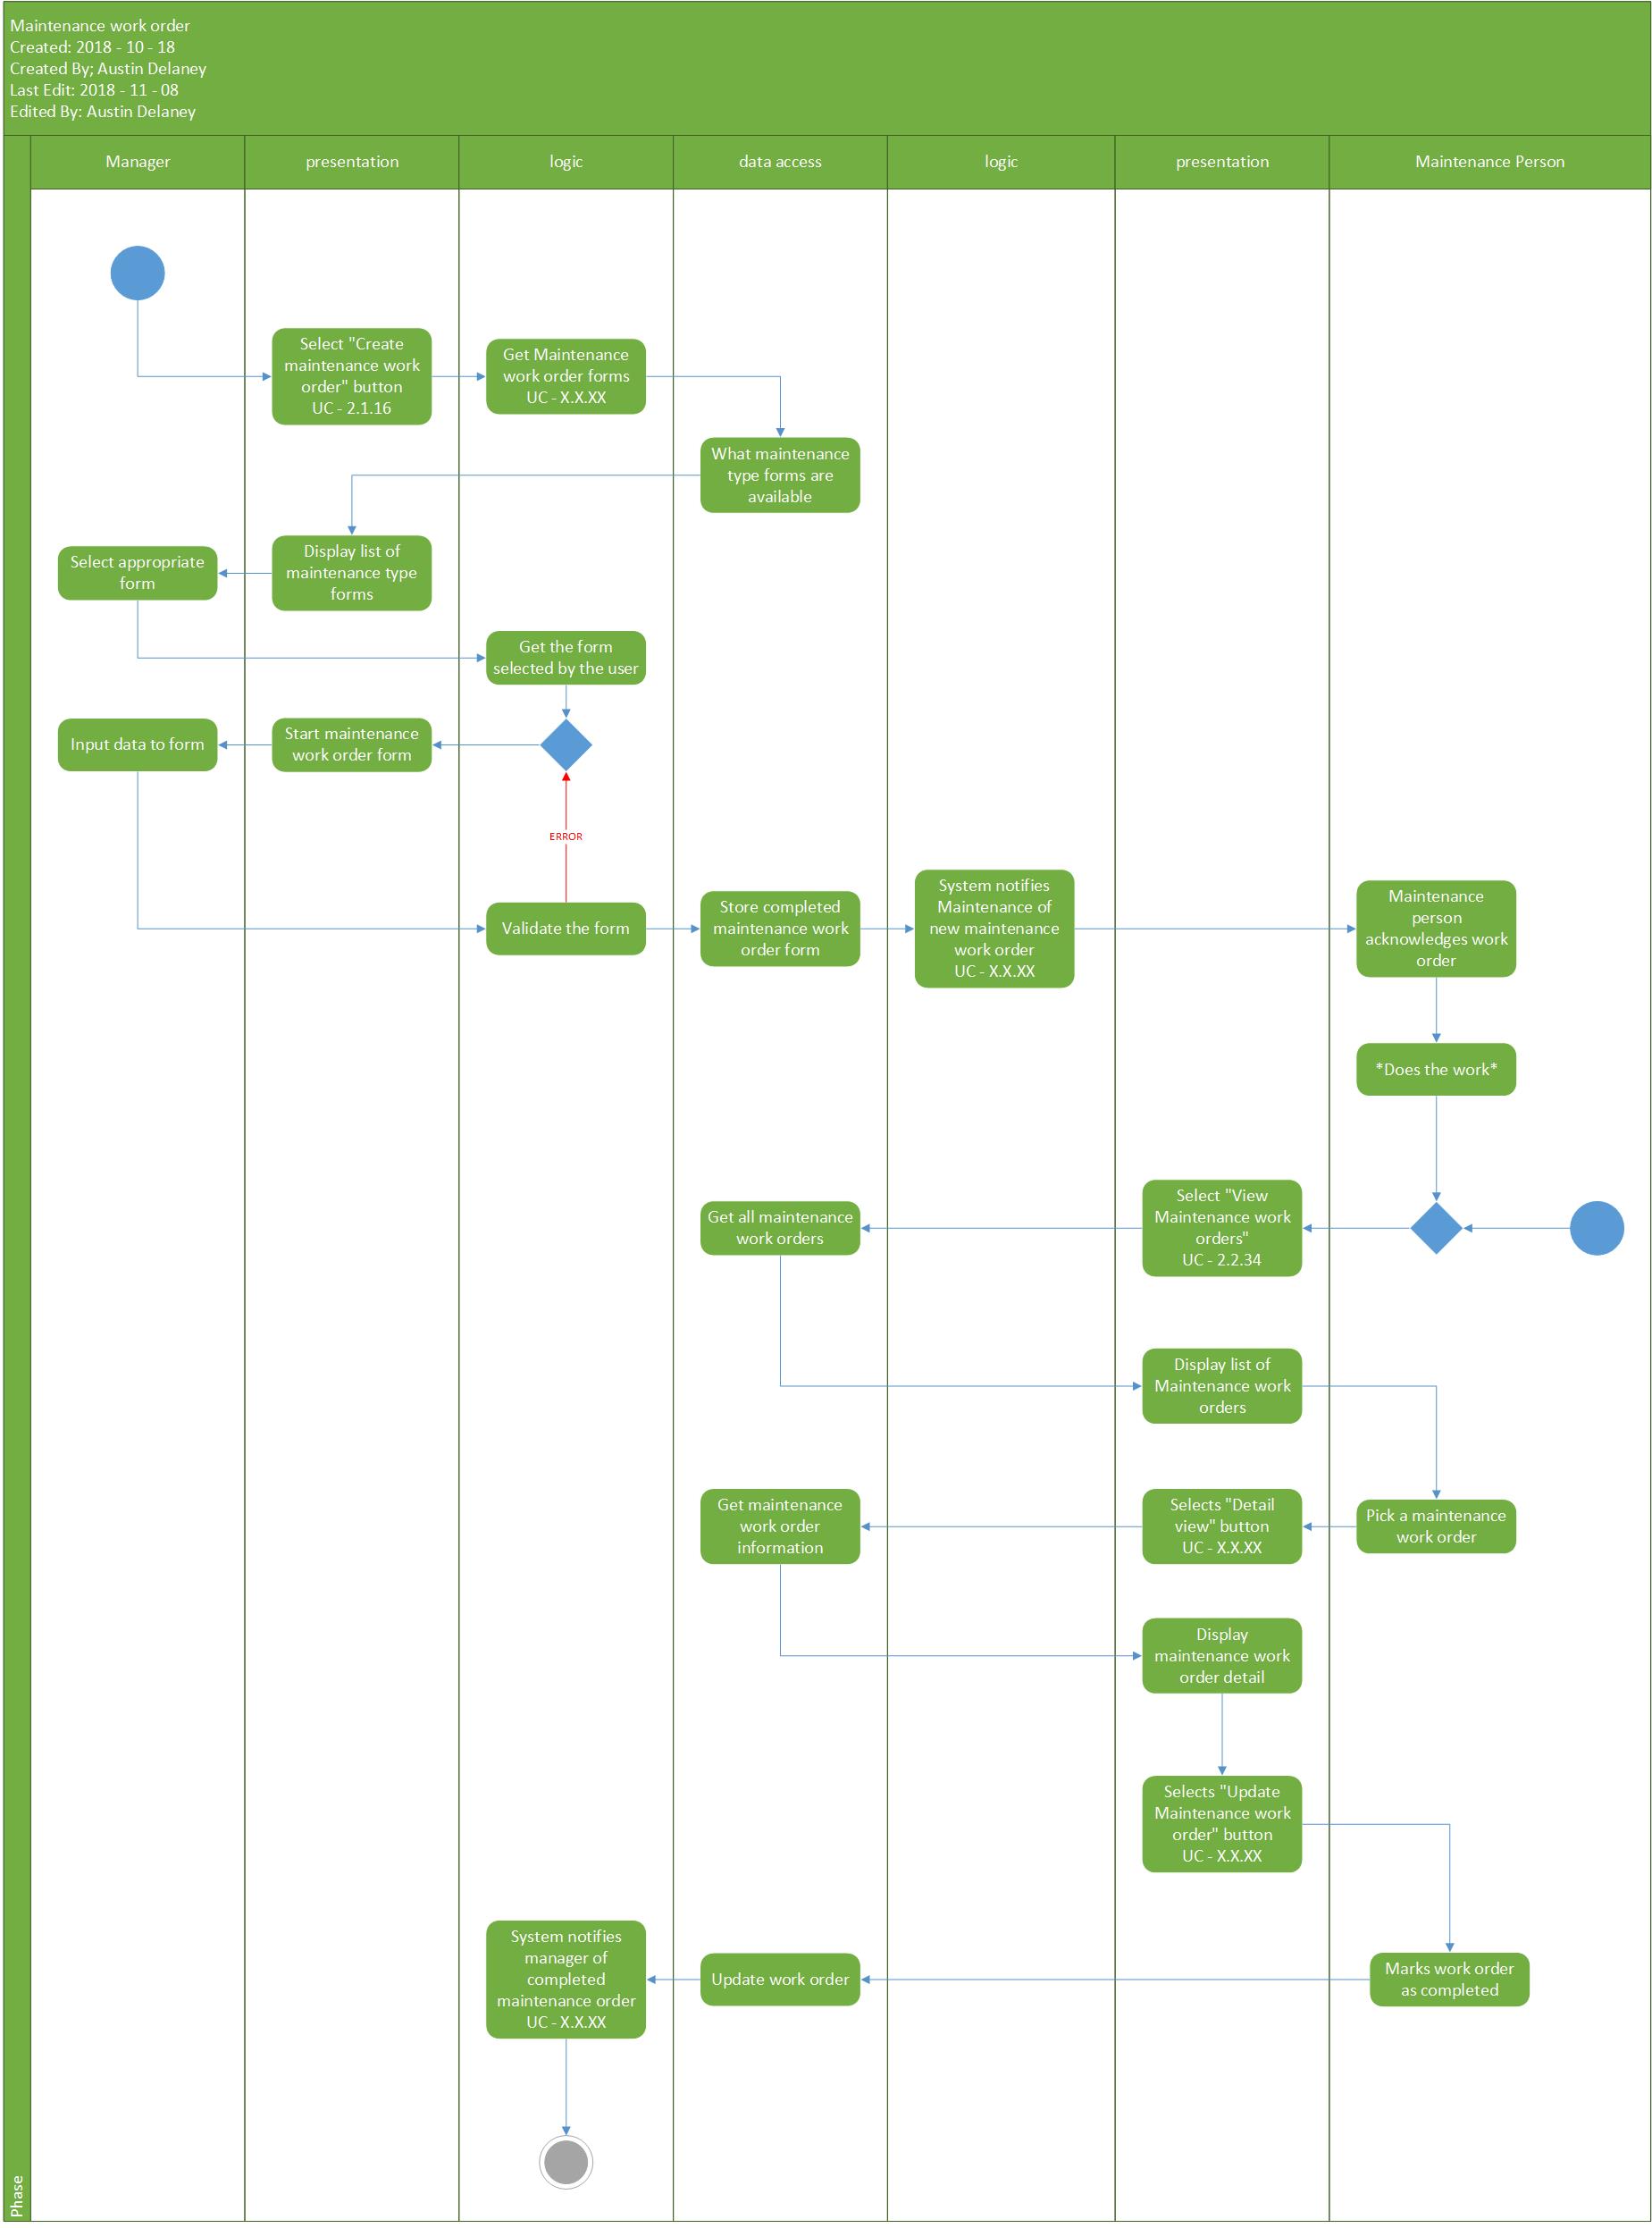 Maintenance work order
Created: 2018 - 10 - 18
Created By; Austin Delaney
Last Edit: 2018 - 11 - 08
Edited By: Austin Delaney
Manager
presentation
logic
data access
logic
presentation
Maintenance Person
Select "Create
maintenance work
order" button
UC - 2.1.16
Get Maintenance
work order forms
UC - X.X.XX
What maintenance
type forms are
available
Display list of
maintenance type
forms
Select appropriate
form
Get the form
selected by the user
Start maintenance
work order form
Input data to form
ERROR
Validate the form
Store completed
maintenance work
order form
System notifies
Maintenance of
new maintenance
work order
UC - X.X.XX
Maintenance
person
acknowledges work
order
*Does the work*
Select "View
Maintenance work
orders"
UC - 2.2.34
Get all maintenance
work orders
Display list of
Maintenance work
orders
Pick a maintenance
work order
Selects "Detail
view" button
UC - X.X.XX
Get maintenance
work order
information
Display
maintenance work
order detail
Selects "Update
Maintenance work
order" button
UC - X.X.XX
Marks work order
as completed
Update work order
System notifies
manager of
completed
maintenance order
UC - X.X.XX
Phase